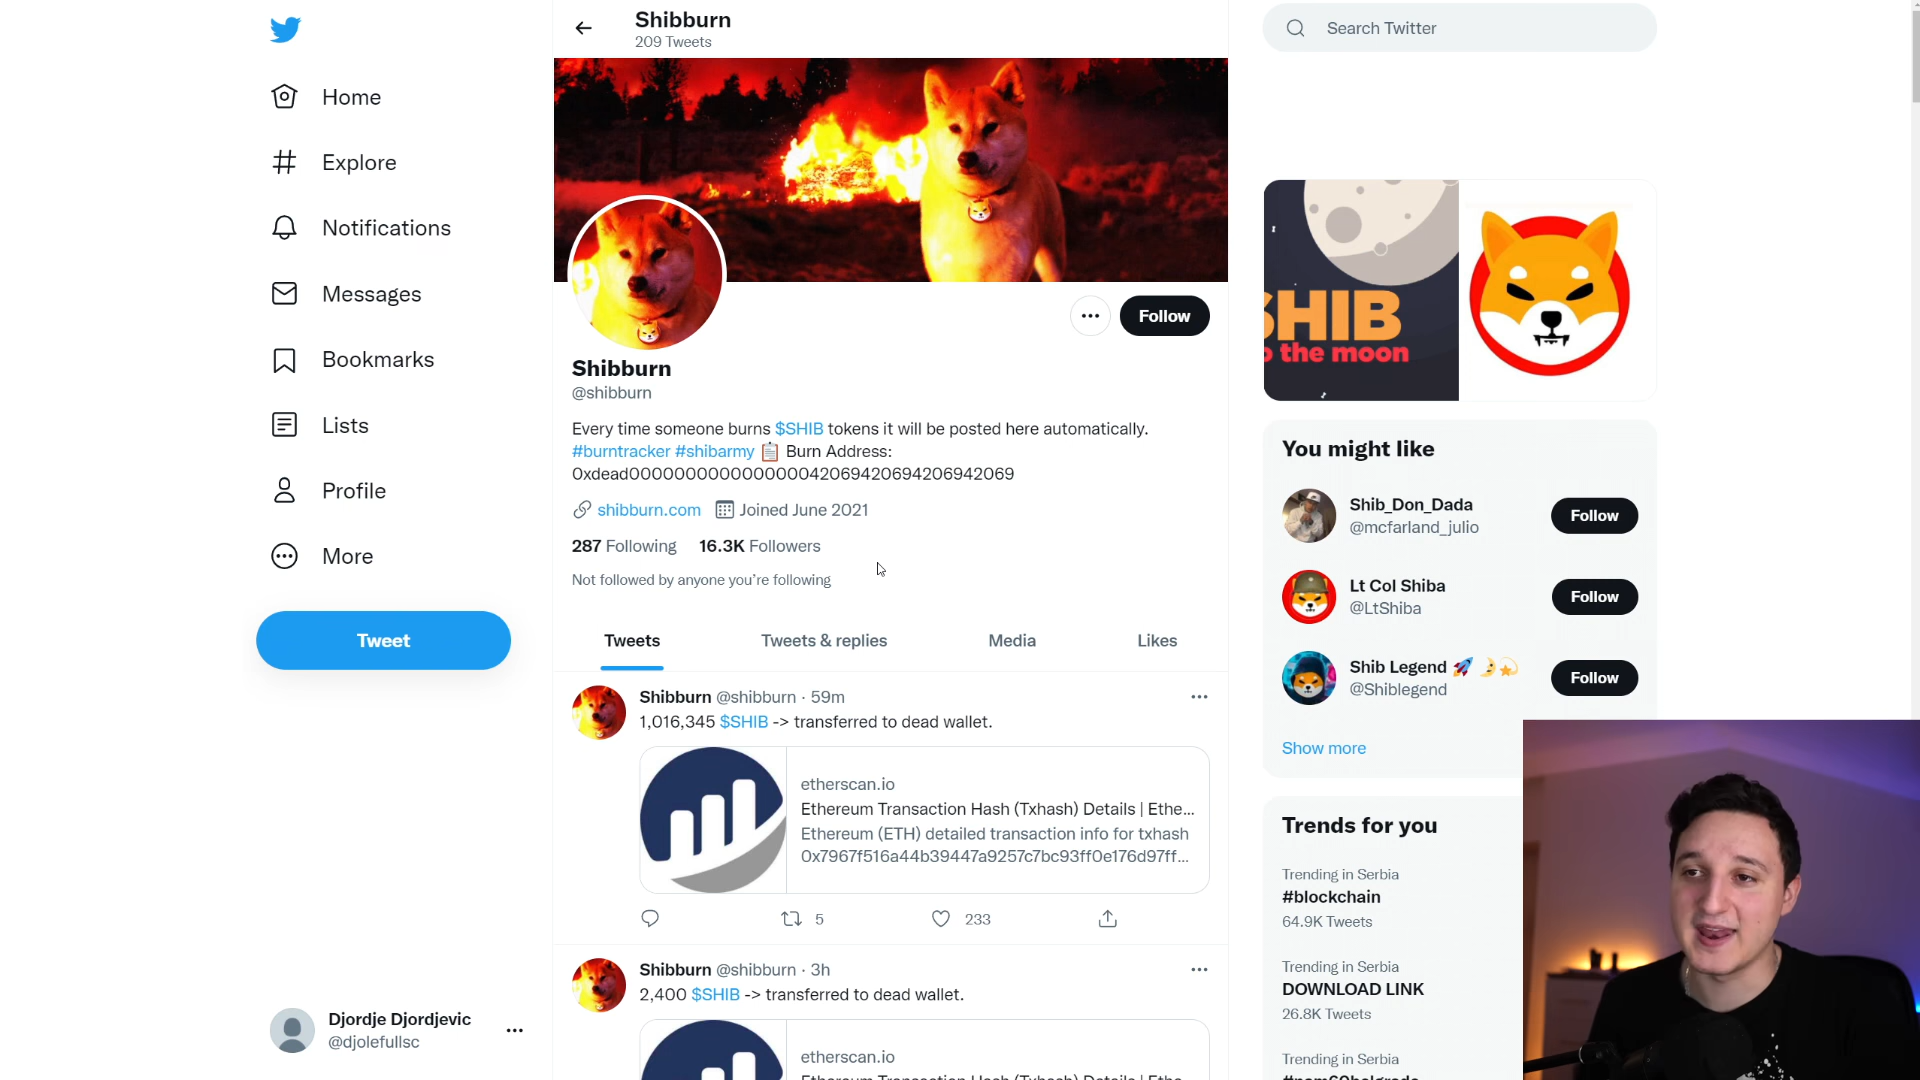 Shibburn
209 Tweets
Search Twitter
Home
Explore
Notifications
Messages
Bookmarks
Lists
Profile
More
Tweet
Djordje Djordjevic
@djolefullsc
Follow
Shibburn
@shibburn
Every time someone burns $SHIB tokens it will be posted here automatically.
#burntracker #shibarmy 📋 Burn Address:
shibburn.com Joined June 2021
287 Following 16.3K Followers
Not followed by anyone you're following
Tweets Tweets & replies Media Likes
Shibburn @shibburn · 59m
1,016,345 $SHIB -> transferred to dead wallet.
etherscan.io
Ethereum Transaction Hash (Txhash) Details | Ethe...
Ethereum (ETH) detailed transaction info for txhash
0x7967f516a44b39447a9257c7bc93ff0e176d97ff...
5 233
Shibburn @shibburn · 3h
2,400 $SHIB -> transferred to dead wallet.
etherscan.io
SHIB
o the moon
You might like
Shib_Don_Dada
@mcfarland_julio
Follow
Lt Col Shiba
@LtShiba
Follow
Shib Legend 🚀 🌛💫
@Shiblegend
Follow
Show more
Trends for you
Trending in Serbia
#blockchain
64.9K Tweets
Trending in Serbia
DOWNLOAD LINK
26.8K Tweets
Trending in Serbia